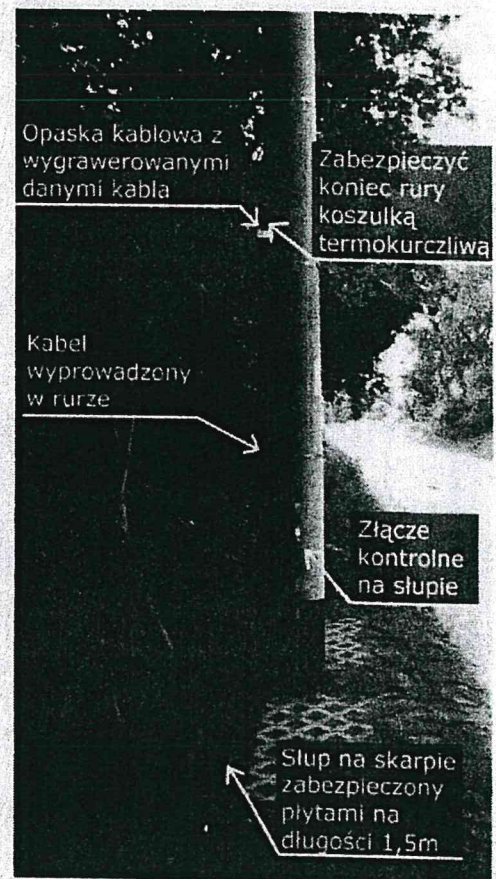 Opaska kablowa z
wygrawerowanymi
danymi kabla
Zabezpieczyć
koniec rury
koszulką
termokurczliwą
Kabel
wyprowadzony
w rurze
Złącze
kontrolne
na słupie
Słup na skarpie
zabezpieczony
płytami na
długości 1,5m